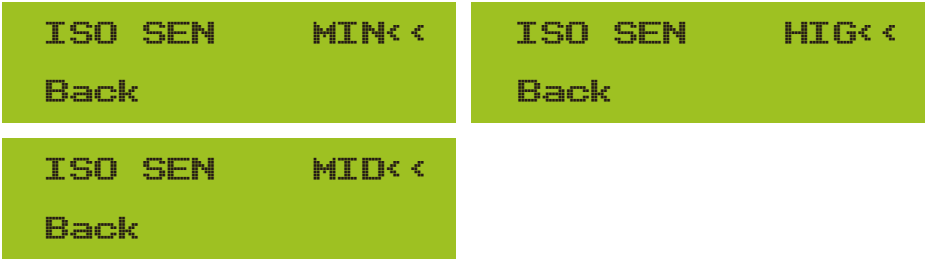 ISO SEN MIN<<
Back
ISO SEN HIG<<
Back
ISO SEN MID<<
Back